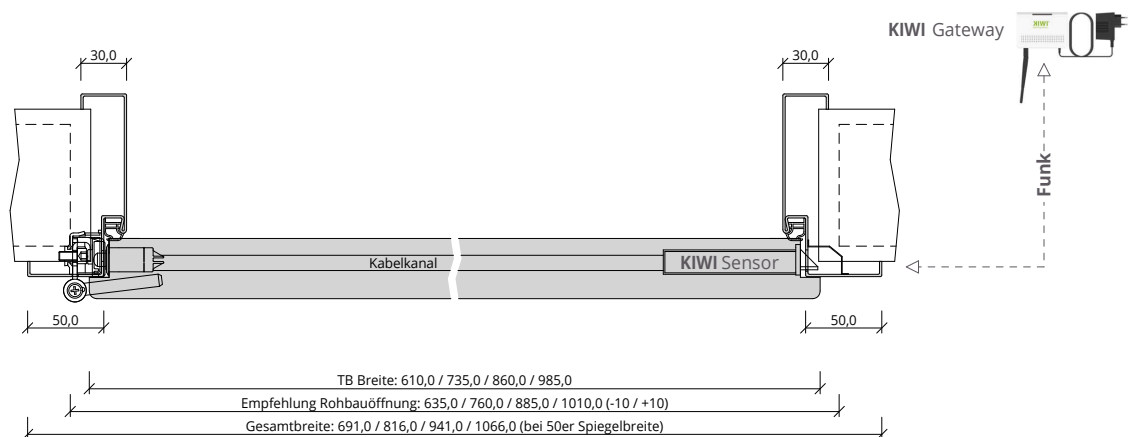 KIWI Gateway
KIWI
30,0
30,0
Funk
Kabelkanal
KIWI Sensor
50,0
50,0
TB Breite: 610,0 / 735,0 / 860,0 / 985,0
Empfehlung Rohbauöffnung: 635,0 / 760,0 / 885,0 / 1010,0 (-10 / +10)
Gesamtbreite: 691,0 / 816,0 / 941,0 / 1066,0 (bei 50er Spiegelbreite)